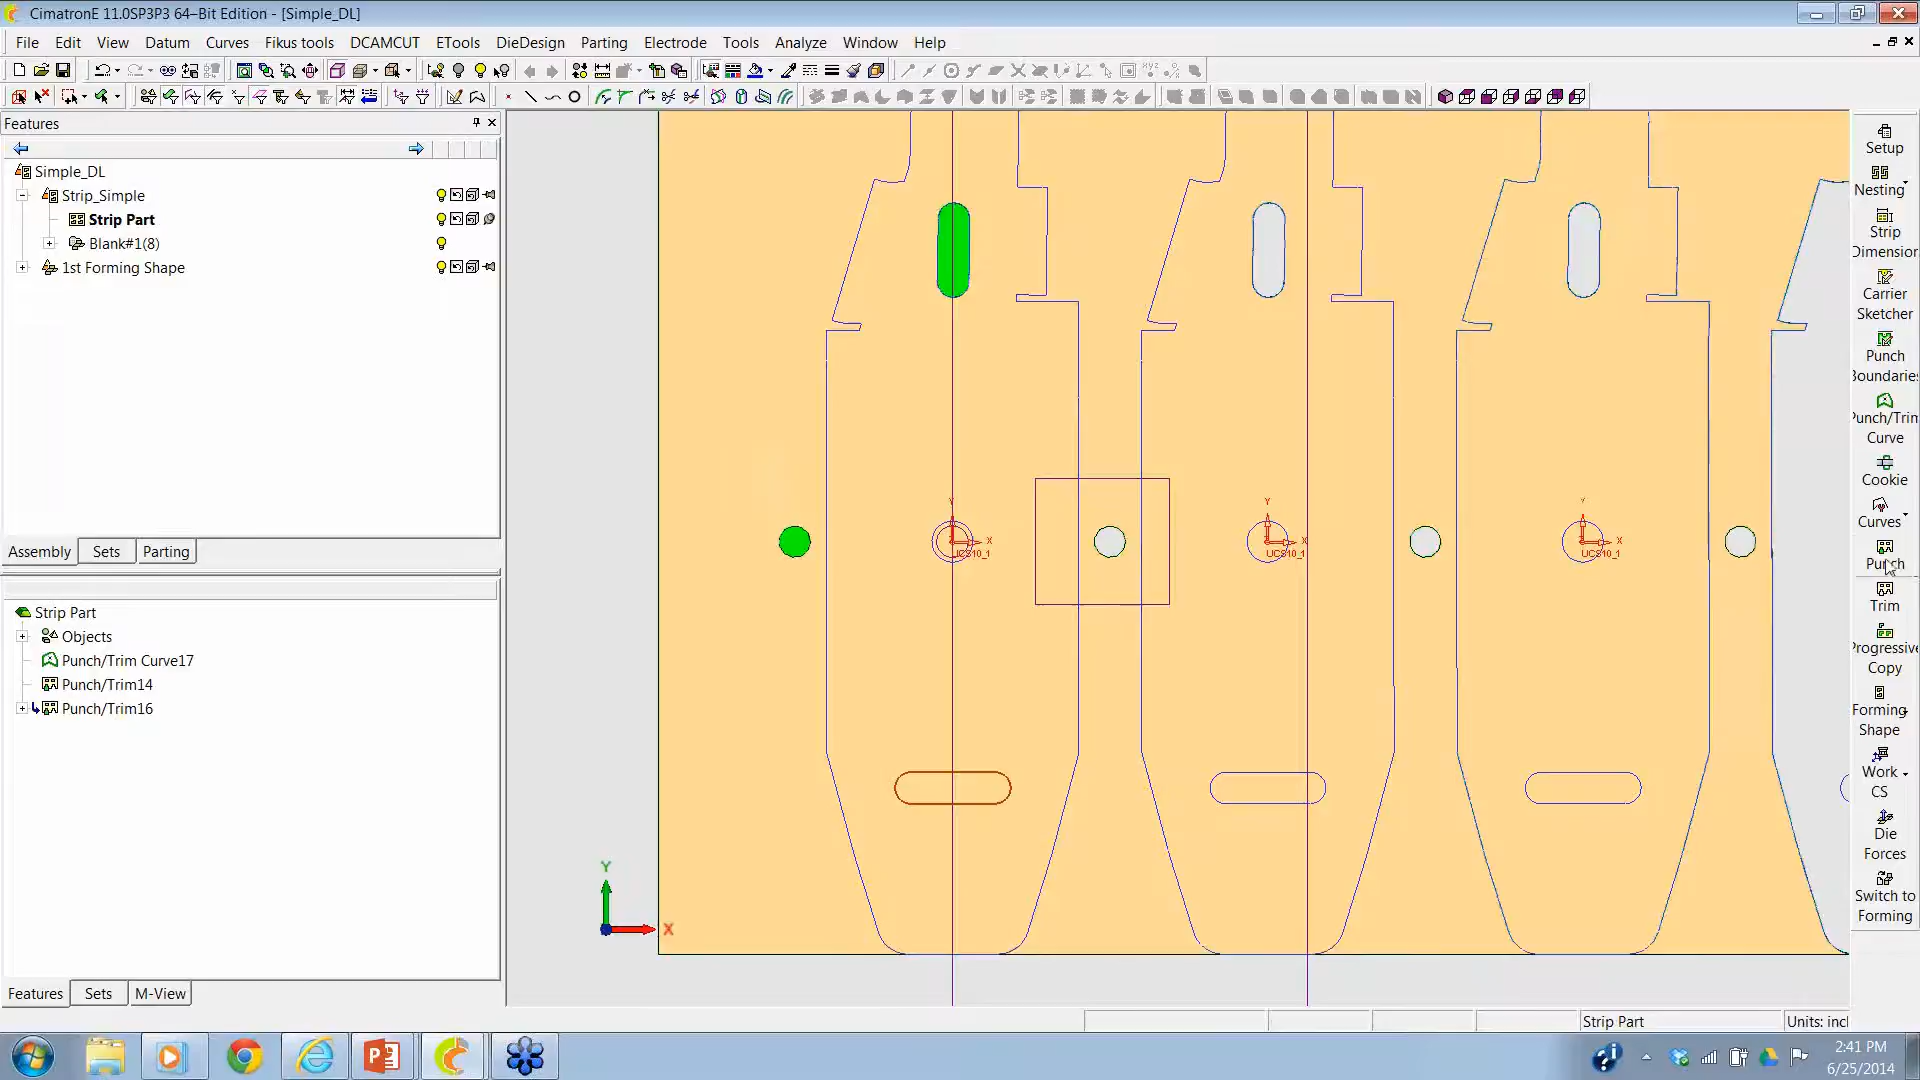 CimatronE 11.0SP3P3 64–Bit Edition - [Simple_DL]
File Edit View Datum Curves Fikus tools DCAMCUT ETools DieDesign Parting Electrode Tools Analyze Window Help
Features
Simple_DL
Strip_Simple
Strip Part
Blank#1(8)
1st Forming Shape
Assembly Sets Parting
Strip Part
Objects
Punch/Trim Curve17
Punch/Trim14
Punch/Trim16
Features Sets M-View
Y
X
UCS10_1
Y
X
UCS10_1
Y
X
UCS10_1
Y
X
Setup
Nesting
Strip
Dimension
Carrier
Sketcher
Punch
Boundaries
Punch/Trim
Curve
Cookie
Curves
Punch
Trim
Progressive
Copy
Forming
Shape
Work
CS
Die
Forces
Switch to
Forming
Strip Part
Units: incl
2:41 PM
6/25/2014